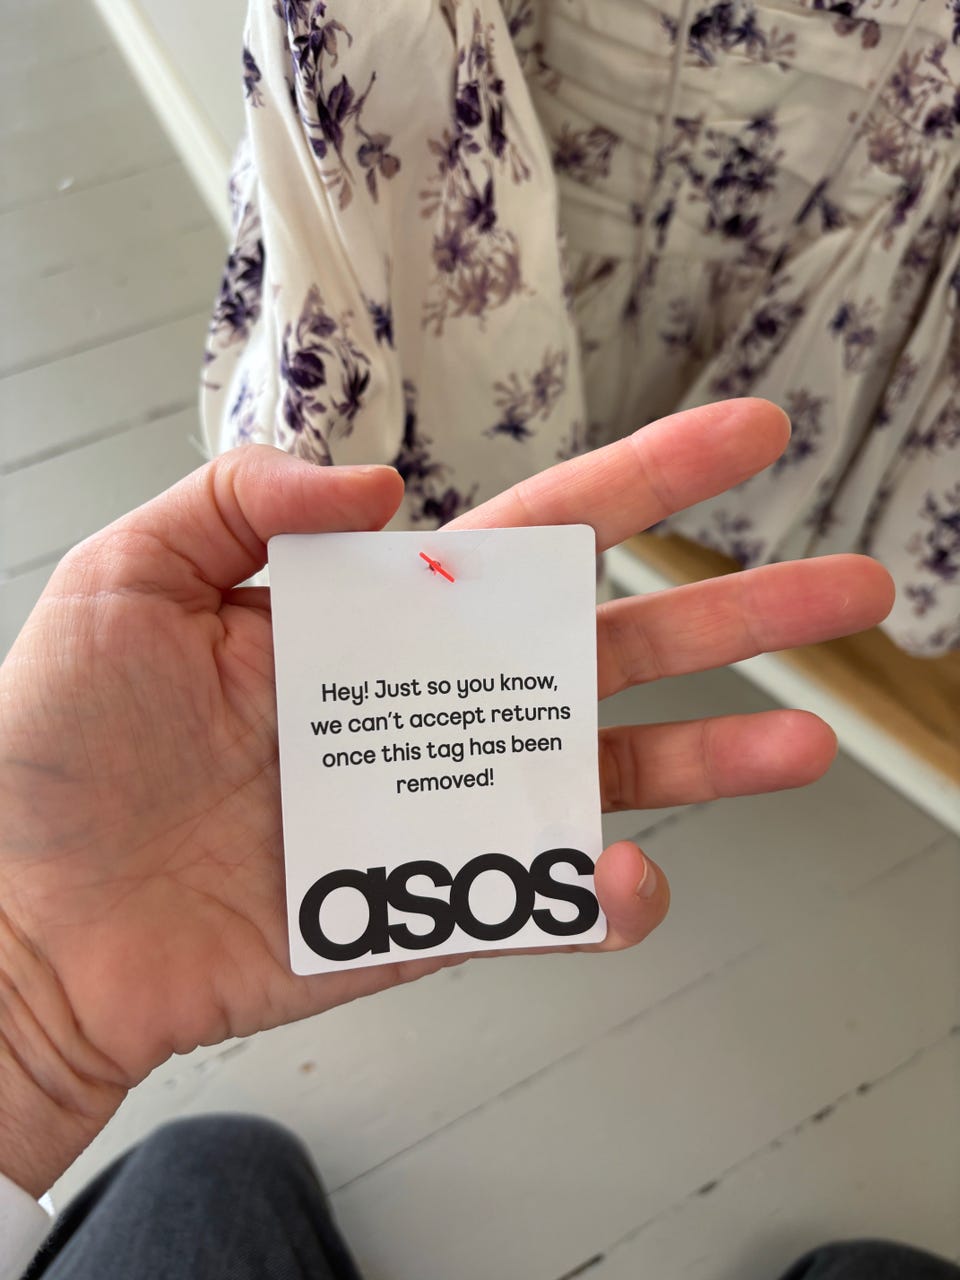 Hey! Just so you know,
we can't accept returns
once this tag has been
removed!
asos